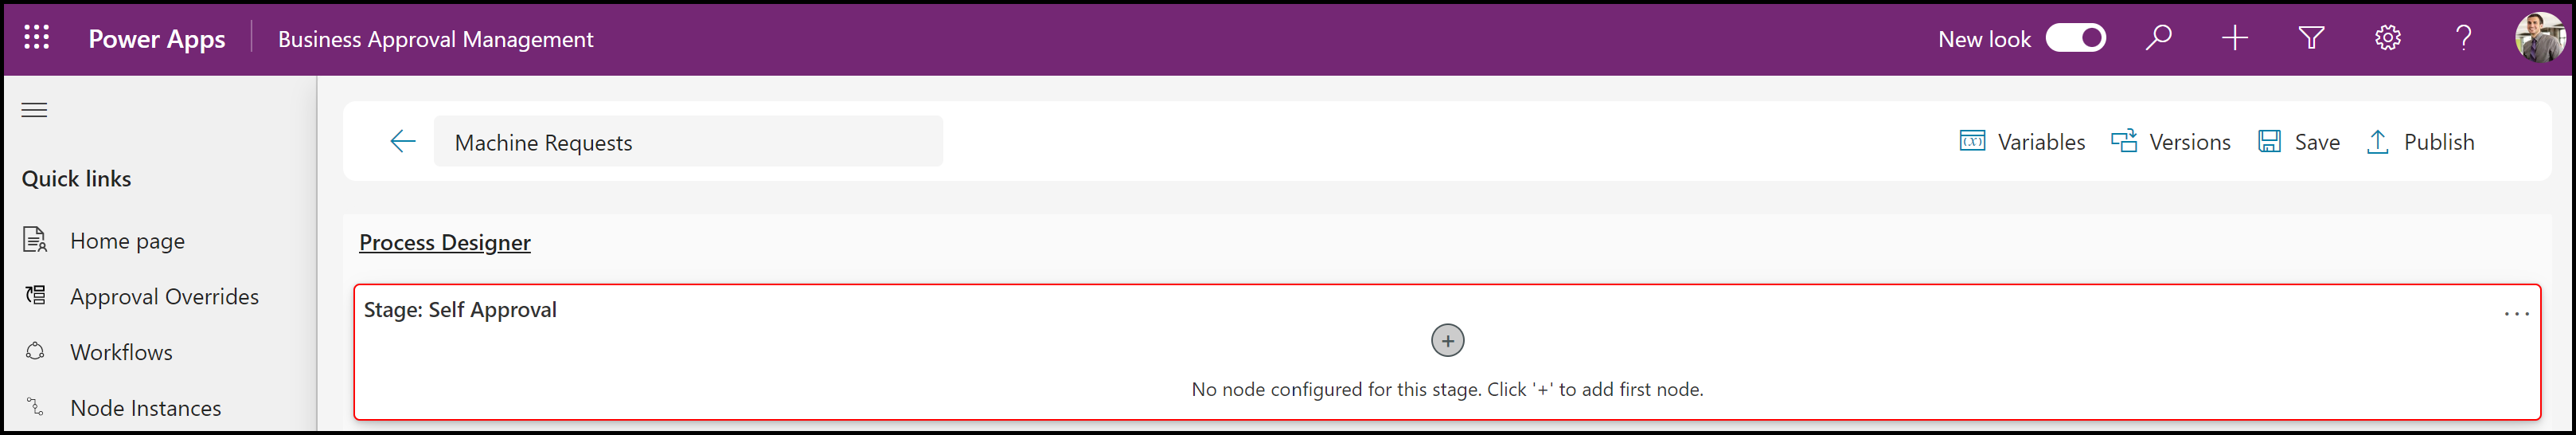 Power Apps
Business Approval Management
New look
Machine Requests
Variables
Versions
Save
Publish
Quick links
Home page
Approval Overrides
Workflows
Node Instances
Process Designer
Stage: Self Approval
No node configured for this stage. Click '+' to add first node.